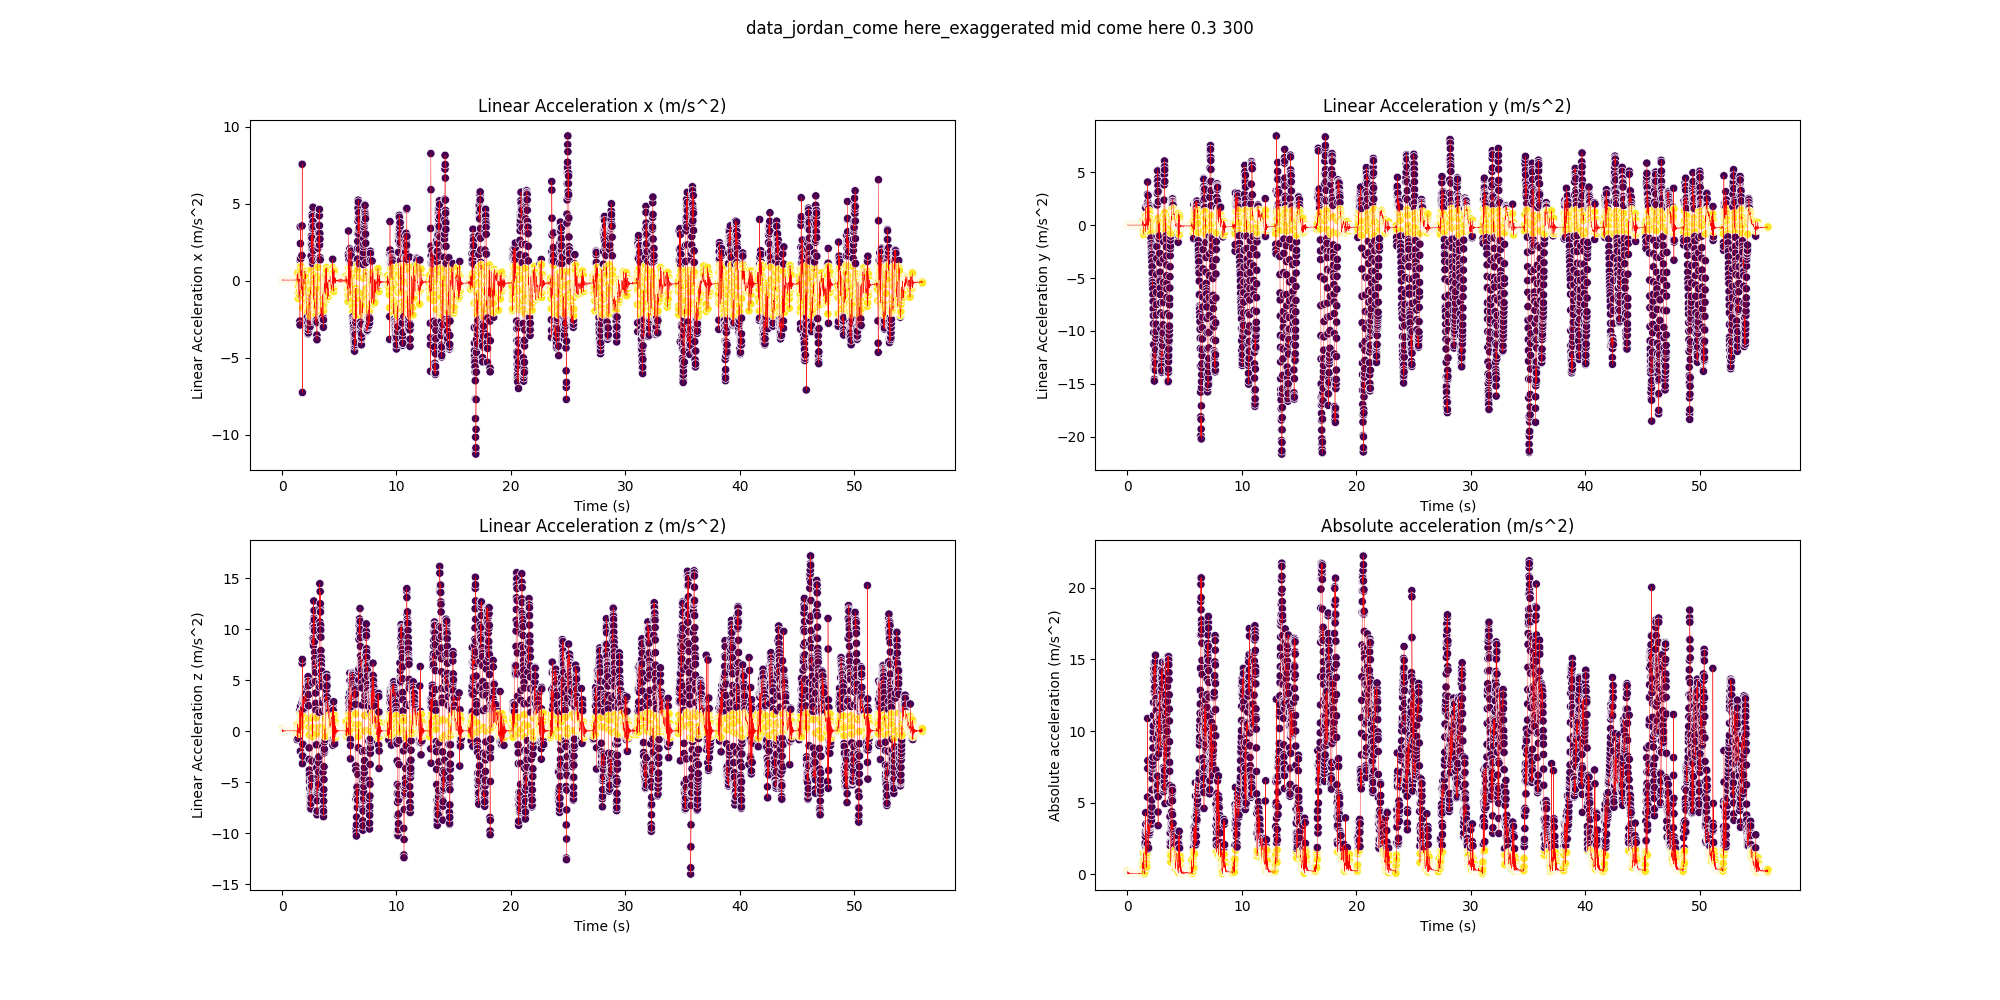 data_jordan_come here_exaggerated mid come here 0.3 300
Linear Acceleration x (m/s^2)
Linear Acceleration x (m/s^2)
10
5
0
−5
−10
0 10 20 30 40 50
Time (s)
Linear Acceleration y (m/s^2)
Linear Acceleration y (m/s^2)
5
0
−5
−10
−15
−20
0 10 20 30 40 50
Time (s)
Linear Acceleration z (m/s^2)
Linear Acceleration z (m/s^2)
15
10
5
0
−5
−10
−15
0 10 20 30 40 50
Time (s)
Absolute acceleration (m/s^2)
Absolute acceleration (m/s^2)
20
15
10
5
0
0 10 20 30 40 50
Time (s)